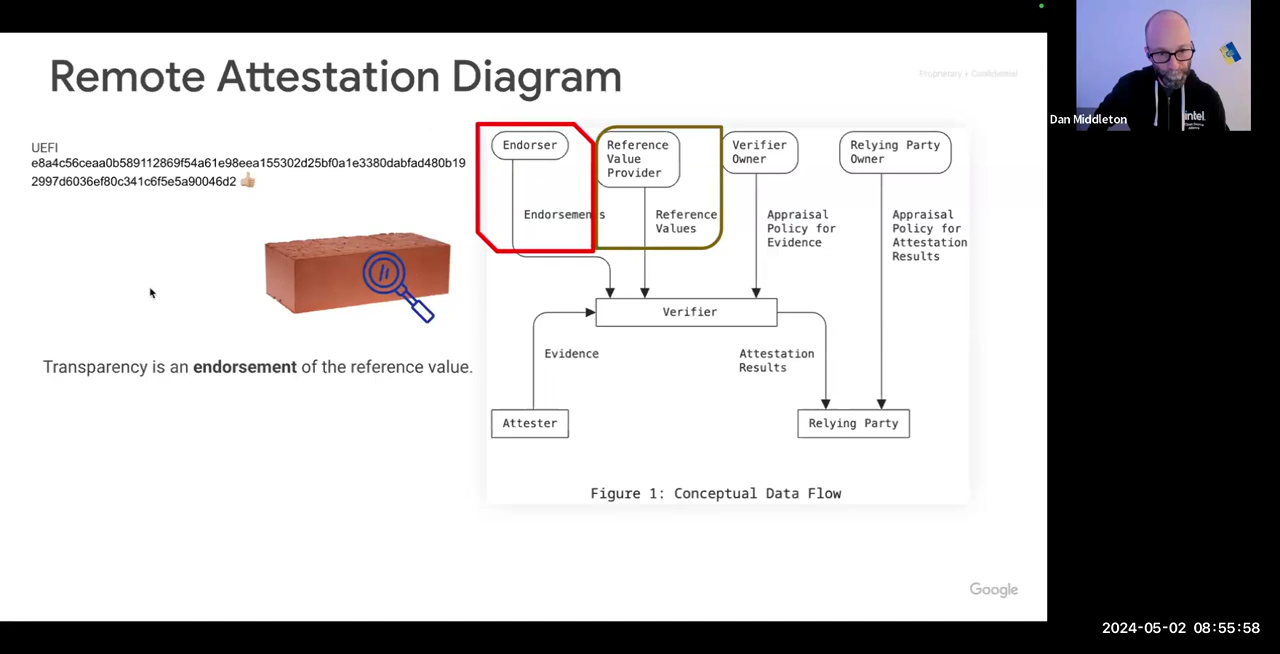 Remote Attestation Diagram
Proprietary + Confidential
Dan Middleton
intel.
UEFI
e8a4c56ceaa0b589112869f54a61e98eea155302d25bf0a1e3380dabfad480b19
2997d6036ef80c341c6f5e5a90046d2 👍🏼
Transparency is an endorsement of the reference value.
Endorser
Reference
Value
Provider
Verifier
Owner
Relying Party
Owner
Endorsements
Reference
Values
Appraisal
Policy for
Evidence
Appraisal
Policy for
Attestation
Results
Verifier
Evidence
Attestation
Results
Attester
Relying Party
Figure 1: Conceptual Data Flow
Google
2024-05-02 08:55:58